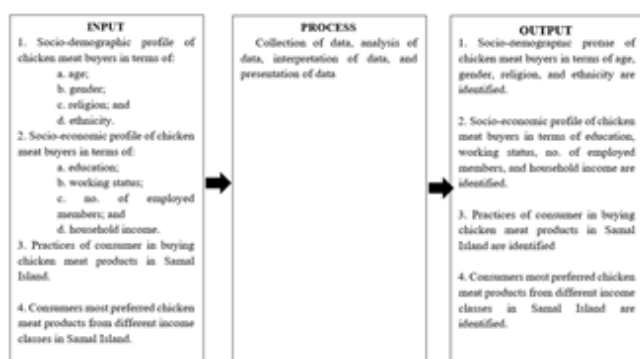 INPUT
1. Socio-demographic profile of
chicken meat buyers in terms of:
a. age;
b. gender;
c. religion; and
d. ethnicity.
2. Socio-economic profile of chicken
meat buyers in terms of:
a. education;
b. working status;
c. no. of employed
members; and
d. household income.
3. Practices of consumer in buying
chicken meat products in Samal
Island.
4. Consumers most preferred chicken
meat products from different income
classes in Samal Island.
PROCESS
Collection of data, analysis of
data, interpretation of data, and
presentation of data
OUTPUT
1. Socio-demographic profile of
chicken meat buyers in terms of age,
gender, religion, and ethnicity are
identified.
2. Socio-economic profile of chicken
meat buyers in terms of education,
working status, no. of employed
members, and household income are
identified.
3. Practices of consumer in buying
chicken meat products in Samal
Island are identified
4. Consumers most preferred chicken
meat products from different income
classes in Samal Island are
identified.